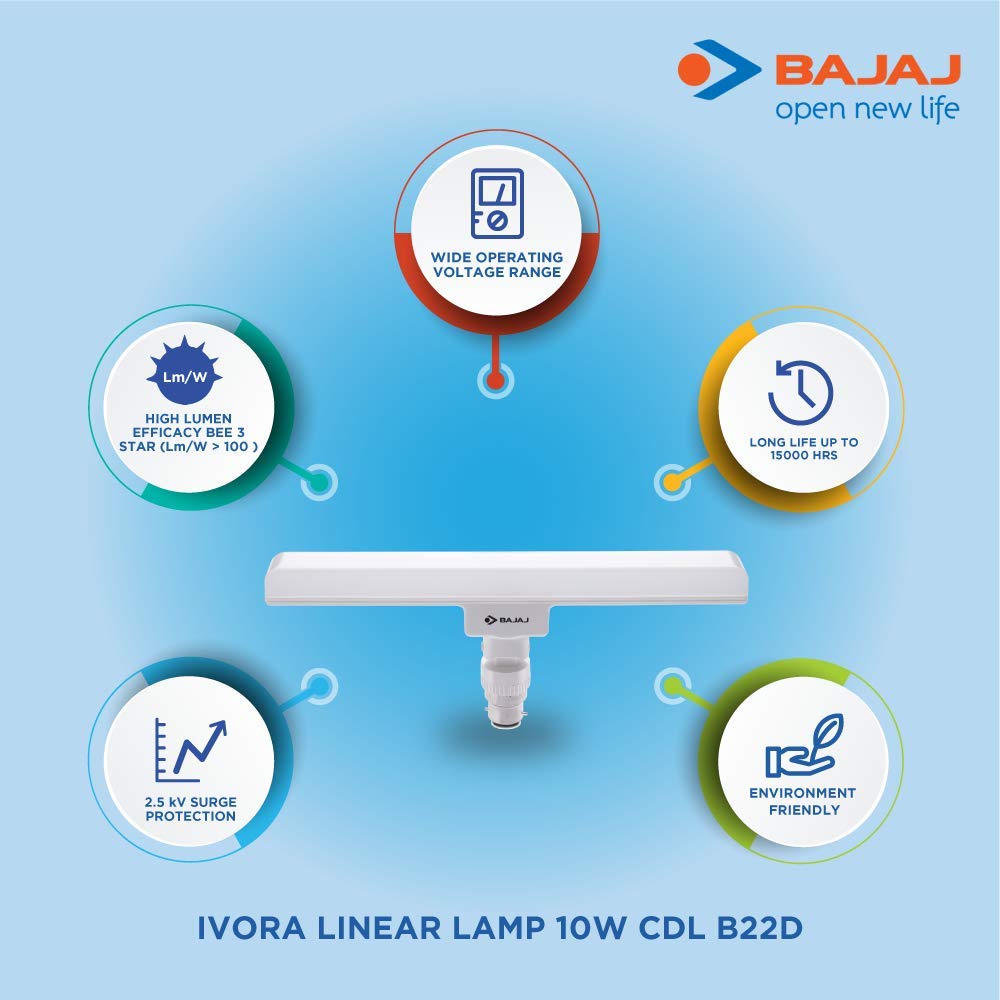 BAJAJ
open new life
WIDE OPERATING
VOLTAGE RANGE
Lm/W
HIGH LUMEN
EFFICACY BEE 3
STAR (Lm/W > 100 )
LONG LIFE UP TO
15000 HRS
BAJAJ
2.5 kV SURGE
PROTECTION
ENVIRONMENT
FRIENDLY
IVORA LINEAR LAMP 10W CDL B22D